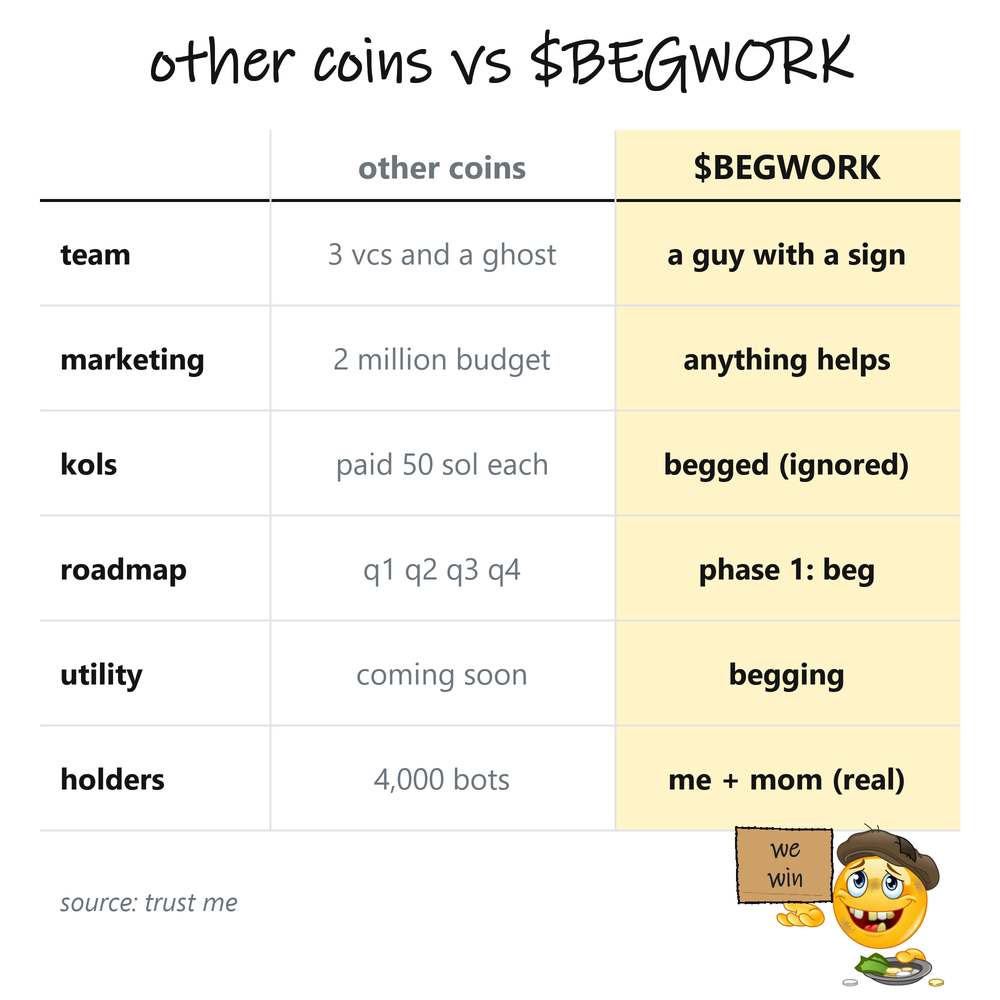 other coins vs $BEGWORK
other coins $BEGWORK
team 3 vcs and a ghost a guy with a sign
marketing 2 million budget anything helps
kols paid 50 sol each begged (ignored)
roadmap q1 q2 q3 q4 phase 1: beg
utility coming soon begging
holders 4,000 bots me + mom (real)
we
win
source: trust me